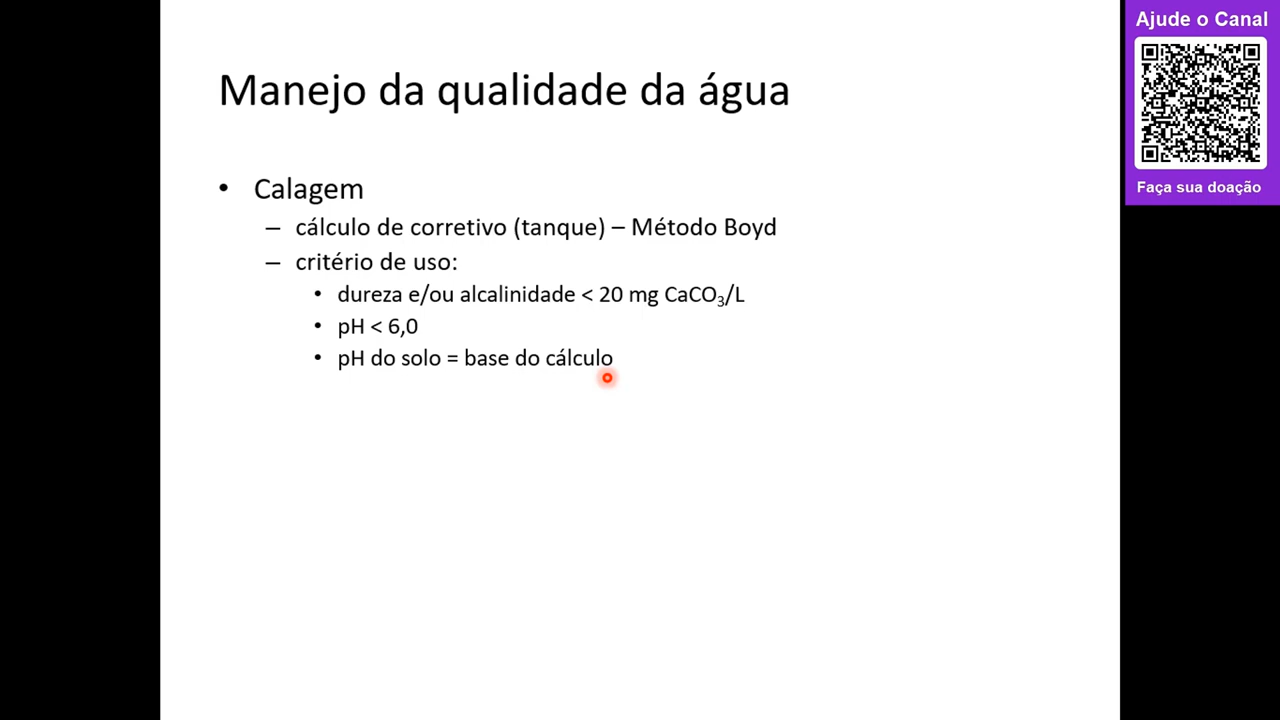 Manejo da qualidade da água
• Calagem
– cálculo de corretivo (tanque) – Método Boyd
– critério de uso:
• dureza e/ou alcalinidade < 20 mg CaCO₃/L
• pH < 6,0
• pH do solo = base do cálculo
Ajude o Canal
Faça sua doação